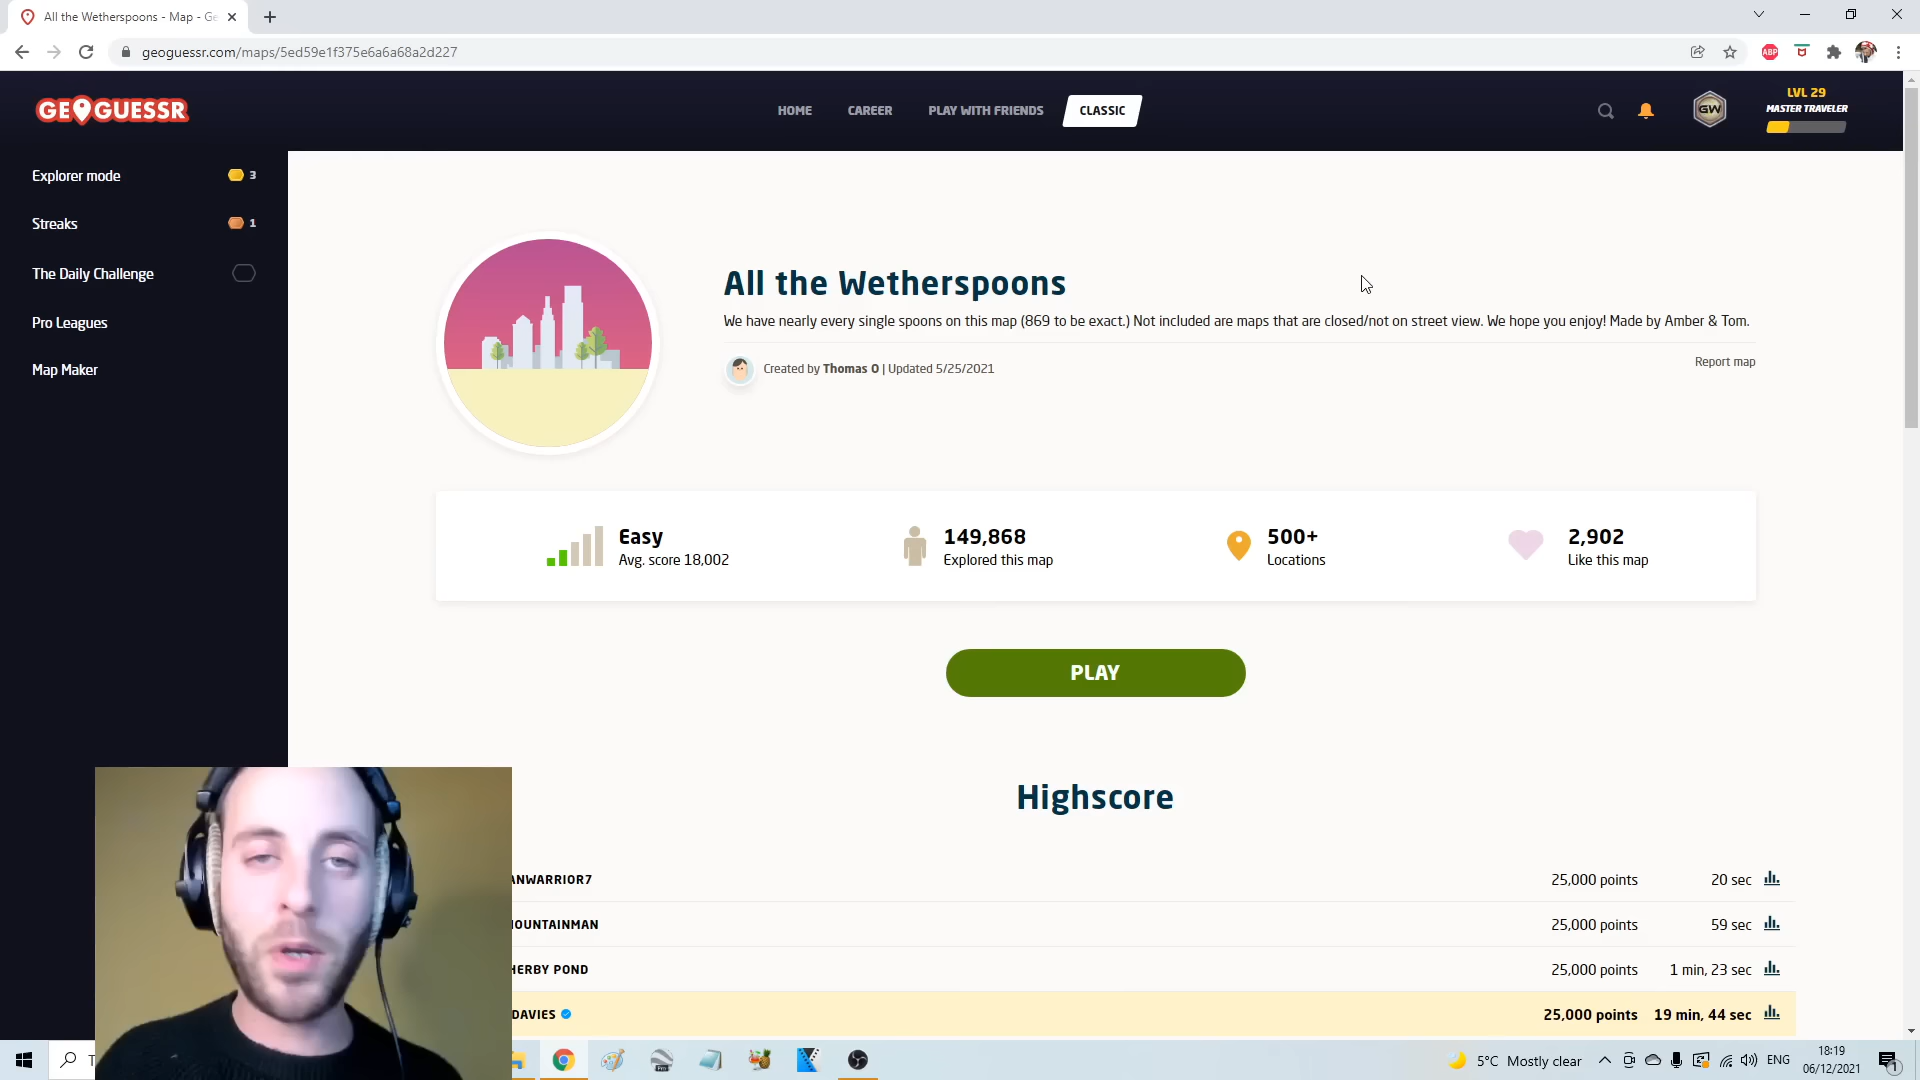 All the Wetherspoons - Map - Ge
geoguessr.com/maps/5ed59e1f375e6a6a68a2d227
ABP
GEOGUESSR
HOME CAREER PLAY WITH FRIENDS CLASSIC
GW
LVL 29
MASTER TRAVELER
Explorer mode 3
Streaks 1
The Daily Challenge
Pro Leagues
Map Maker
All the Wetherspoons
We have nearly every single spoons on this map (869 to be exact.) Not included are maps that are closed/not on street view. We hope you enjoy! Made by Amber & Tom.
Created by Thomas O | Updated 5/25/2021
Report map
Easy
Avg. score 18,002
149,868
Explored this map
500+
Locations
2,902
Like this map
PLAY
Highscore
ANWARRIOR7 25,000 points 20 sec
MOUNTAINMAN 25,000 points 59 sec
HERBY POND 25,000 points 1 min, 23 sec
DAVIES 25,000 points 19 min, 44 sec
T
5°C Mostly clear
ENG
18:19
06/12/2021
1